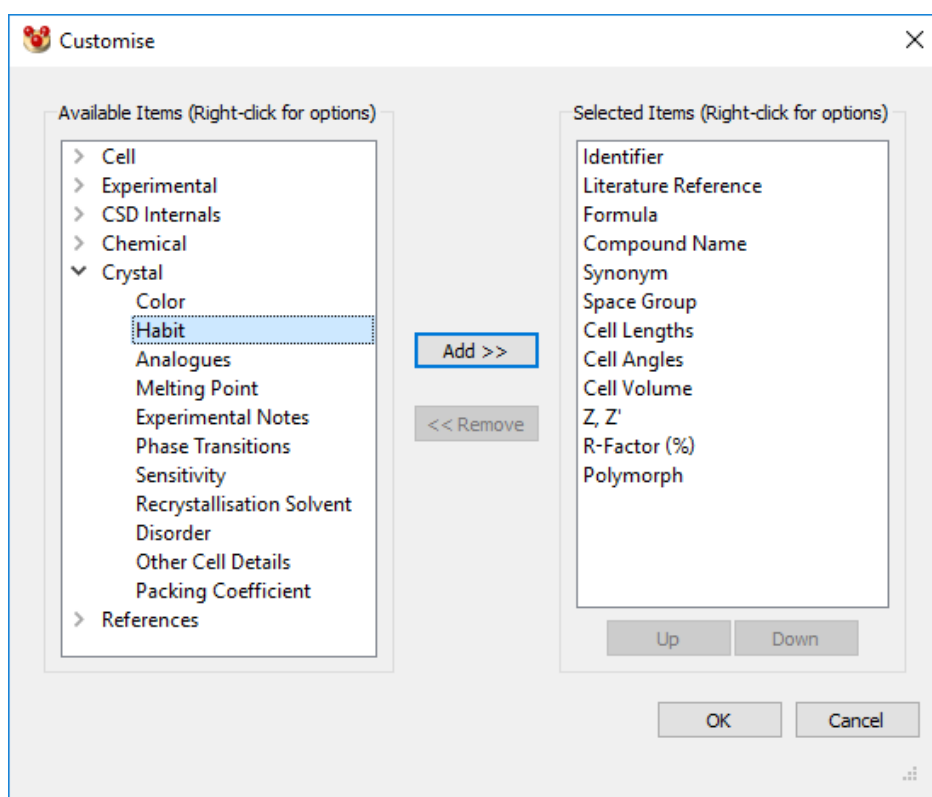 Customise
Available Items (Right-click for options)
Cell
Experimental
CSD Internals
Chemical
Crystal
Color
Habit
Analogues
Melting Point
Experimental Notes
Phase Transitions
Sensitivity
Recrystallisation Solvent
Disorder
Other Cell Details
Packing Coefficient
References
Add >>
<< Remove
Selected Items (Right-click for options)
Identifier
Literature Reference
Formula
Compound Name
Synonym
Space Group
Cell Lengths
Cell Angles
Cell Volume
Z, Z'
R-Factor (%)
Polymorph
Up
Down
OK
Cancel